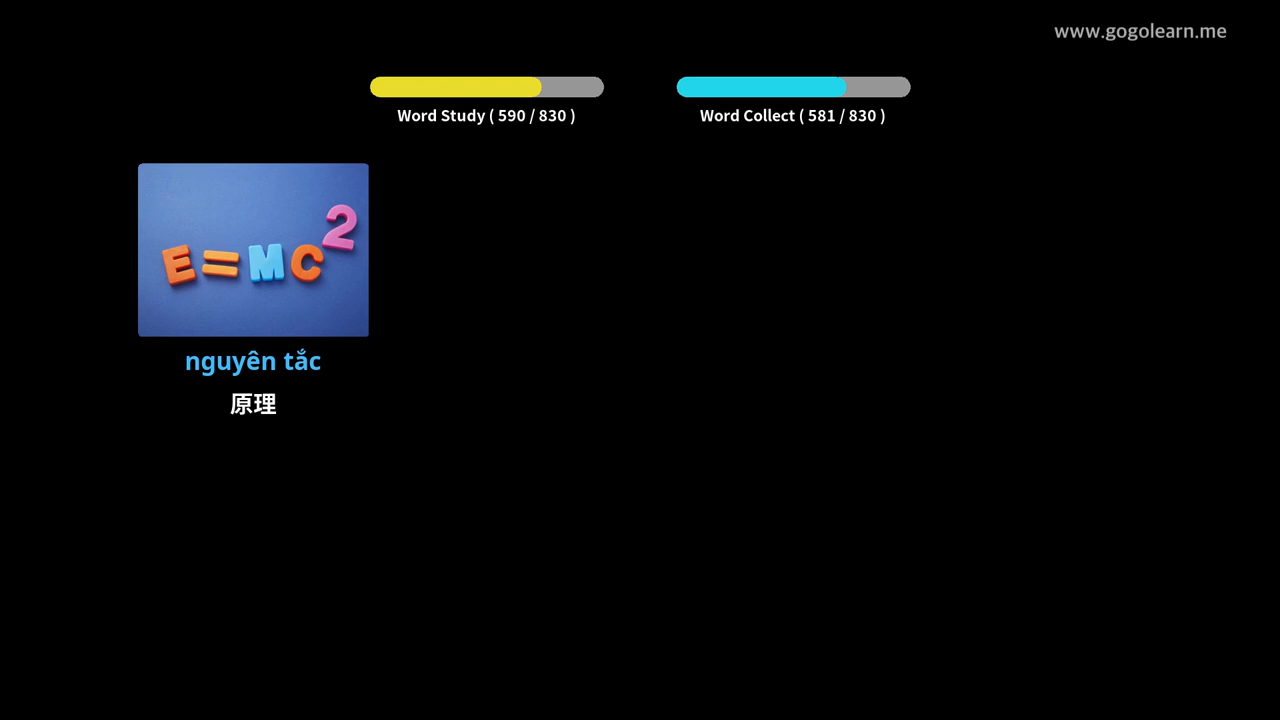 www.gogolearn.me
Word Study ( 590 / 830 )
Word Collect ( 581 / 830 )
E=MC2
nguyên tắc
原理